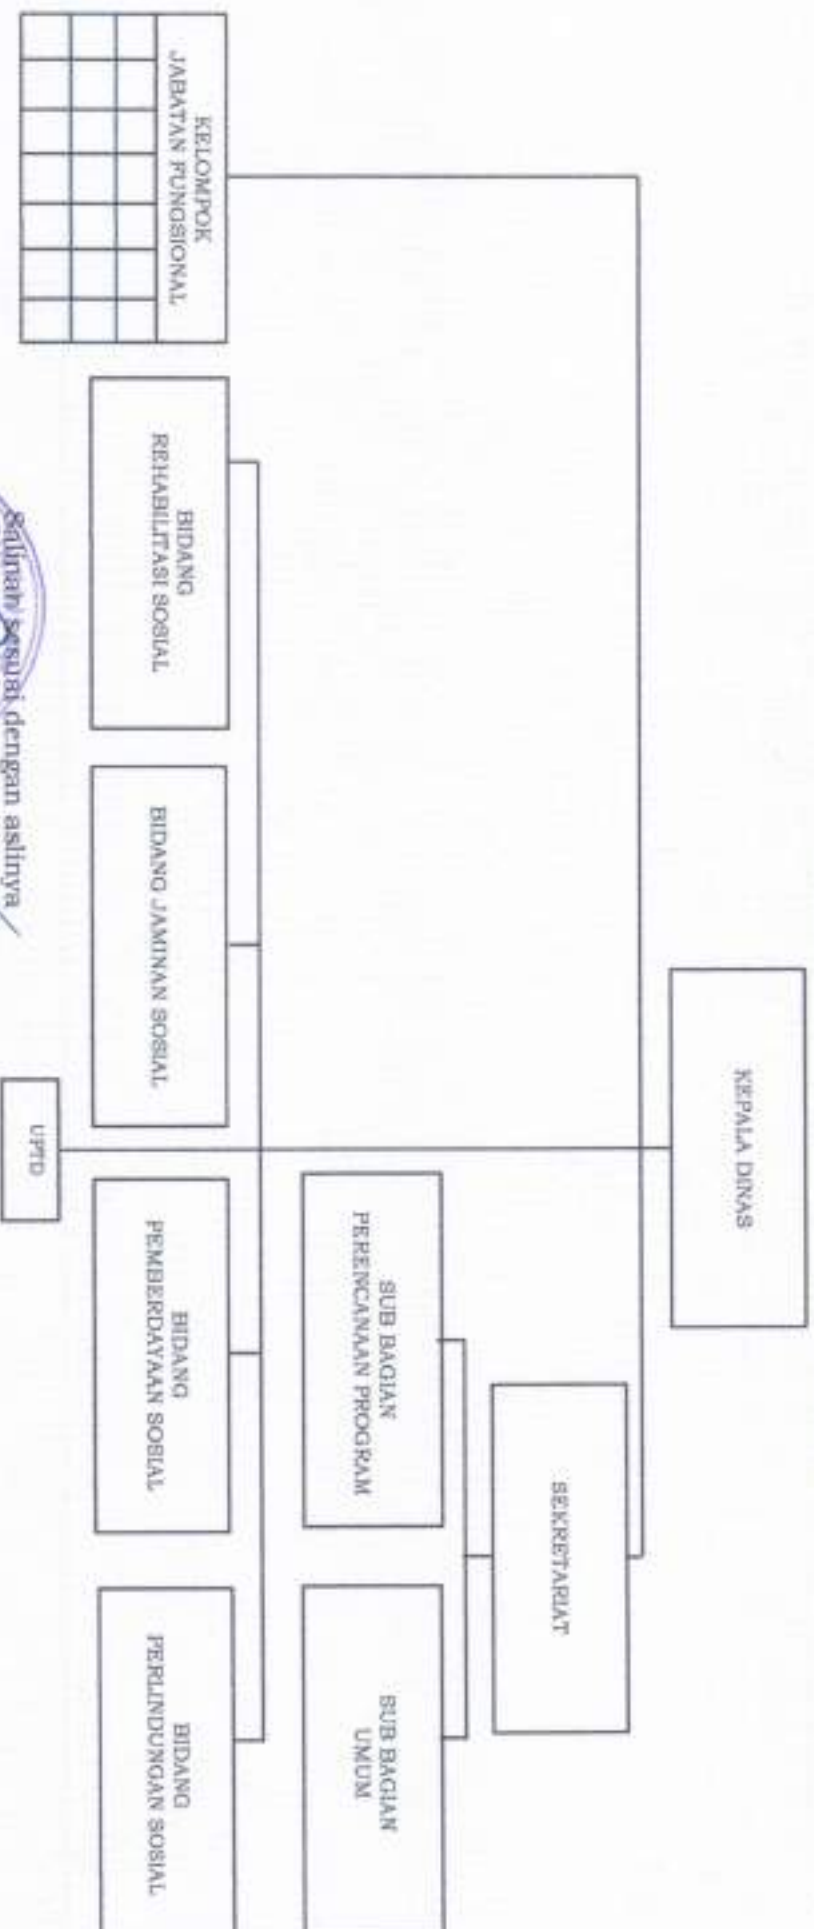 KEPALA DINAS
SEKRETARIAT
SUB BAGIAN
PERENCANAAN PROGRAM
SUB BAGIAN
UMUM
KELOMPOK
JABATAN FUNGSIONAL
BIDANG
REHABILITASI SOSIAL
BIDANG JAMINAN SOSIAL
BIDANG
PEMBERDAYAAN SOSIAL
BIDANG
PERLINDUNGAN SOSIAL
UPTD
Salinan sesuai dengan aslinya